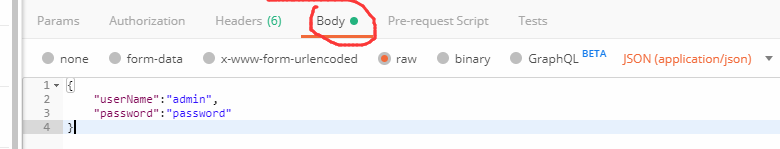 Params Authorization Headers (6) Body Pre-request Script Tests
none form-data x-www-form-urlencoded raw binary GraphQL BETA JSON (application/json)
1 {
2 "userName":"admin",
3 "password":"password"
4 }